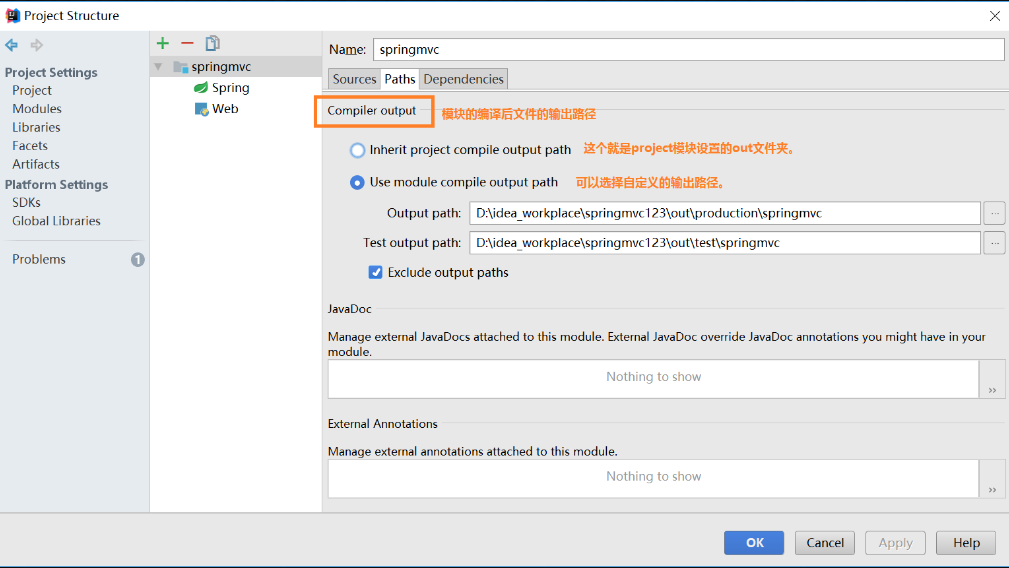 Project Structure
Project Settings
Project
Modules
Libraries
Facets
Artifacts
Platform Settings
SDKs
Global Libraries
Problems
1
springmvc
Spring
Web
Name: springmvc
Sources Paths Dependencies
Compiler output 模块的编译后文件的输出路径
Inherit project compile output path 这个就是project模块设置的out文件夹。
Use module compile output path 可以选择自定义的输出路径。
Output path: D:\idea_workplace\springmvc123\out\production\springmvc ...
Test output path: D:\idea_workplace\springmvc123\out\test\springmvc ...
Exclude output paths
JavaDoc
Manage external JavaDocs attached to this module. External JavaDoc override JavaDoc annotations you might have in your
module.
Nothing to show
»
External Annotations
Manage external annotations attached to this module.
Nothing to show
»
OK Cancel Apply Help